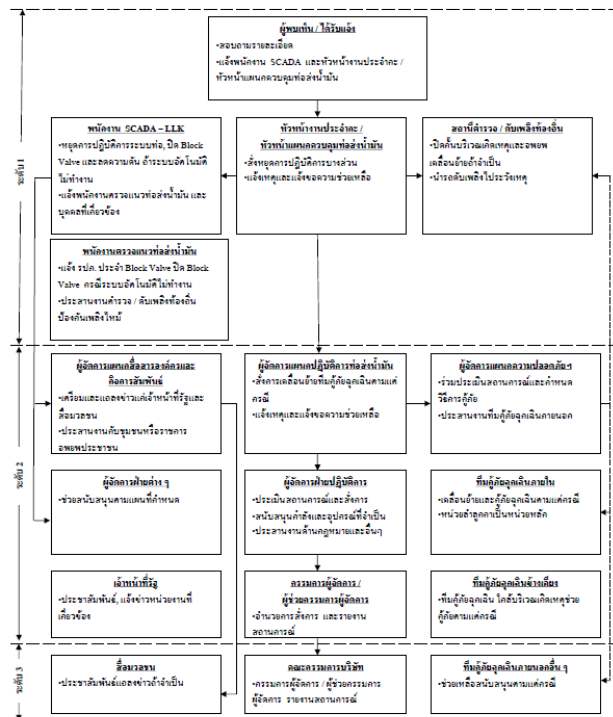 ผู้พบเห็น / ได้รับแจ้ง
•สอบถามรายละเอียด
•แจ้งพนักงาน SCADA และหัวหน้างานประจำกะ /
หัวหน้าแผนกควบคุมท่อส่งน้ำมัน
ระดับ 1
พนักงาน SCADA – LLK
•หยุดการปฏิบัติการระบบท่อ, ปิด Block
Valve และลดความดัน ถ้าระบบอัตโนมัติ
ไม่ทำงาน
•แจ้งพนักงานตรวจแนวท่อส่งน้ำมัน และ
บุคคลที่เกี่ยวข้อง
หัวหน้างานประจำกะ /
หัวหน้าแผนกควบคุมท่อส่งน้ำมัน
•สั่งหยุดการปฏิบัติการบางส่วน
•แจ้งเหตุและแจ้งขอความช่วยเหลือ
สถานีตำรวจ / ดับเพลิงท้องถิ่น
•ปิดกั้นบริเวณเกิดเหตุและอพยพ
เคลื่อนย้ายถ้าจำเป็น
•นำรถดับเพลิงไประวังเหตุ
พนักงานตรวจแนวท่อส่งน้ำมัน
•แจ้ง รปภ. ประจำ Block Valve ปิด Block
Valve กรณีระบบอัตโนมัติไม่ทำงาน
•ประสานงานตำรวจ / ดับเพลิงท้องถิ่น
ป้องกันเพลิงไหม้
ระดับ 2
ผู้จัดการแผนกสื่อสารองค์กรและ
กิจการสัมพันธ์
•เตรียมและแถลงข่าวแก่เจ้าหน้าที่รัฐและ
สื่อมวลชน
•ประสานงานกับชุมชนหรือราชการ
อพยพประชาชน
ผู้จัดการแผนกปฏิบัติการท่อส่งน้ำมัน
•สั่งการเคลื่อนย้ายทีมกู้ภัยฉุกเฉินตามแต่
กรณี
•แจ้งเหตุและแจ้งขอความช่วยเหลือ
ผู้จัดการแผนกความปลอดภัยฯ
•ร่วมประเมินสถานการณ์และกำหนด
วิธีการกู้ภัย
•ประสานงานทีมกู้ภัยฉุกเฉินภายนอก
ผู้จัดการฝ่ายต่าง ๆ
•ช่วยสนับสนุนตามแผนที่กำหนด
ผู้จัดการฝ่ายปฏิบัติการ
•ประเมินสถานการณ์และสั่งการ
•สนับสนุนกำลังและอุปกรณ์ที่จำเป็น
•ประสานงานด้านกฎหมายและอื่นๆ
ทีมกู้ภัยฉุกเฉินภายใน
•เคลื่อนย้ายและกู้ภัยฉุกเฉินตามแต่กรณี
•หน่วยลำลูกกาเป็นหน่วยหลัก
เจ้าหน้าที่รัฐ
•ประชาสัมพันธ์, แจ้งข่าวหน่วยงานที่
เกี่ยวข้อง
กรรมการผู้จัดการ /
ผู้ช่วยกรรมการผู้จัดการ
•อำนวยการสั่งการ และรายงาน
สถานการณ์
ทีมกู้ภัยฉุกเฉินข้างเคียง
•ทีมกู้ภัยฉุกเฉิน ใกล้บริเวณเกิดเหตุช่วย
กู้ภัยตามแต่กรณี
ระดับ 3
สื่อมวลชน
•ประชาสัมพันธ์แถลงข่าวถ้าจำเป็น
คณะกรรมการบริษัท
•กรรมการผู้จัดการ / ผู้ช่วยกรรมการ
ผู้จัดการ รายงานสถานการณ์
ทีมกู้ภัยฉุกเฉินภายนอกอื่น ๆ
•ช่วยเหลือสนับสนุนตามแต่กรณี